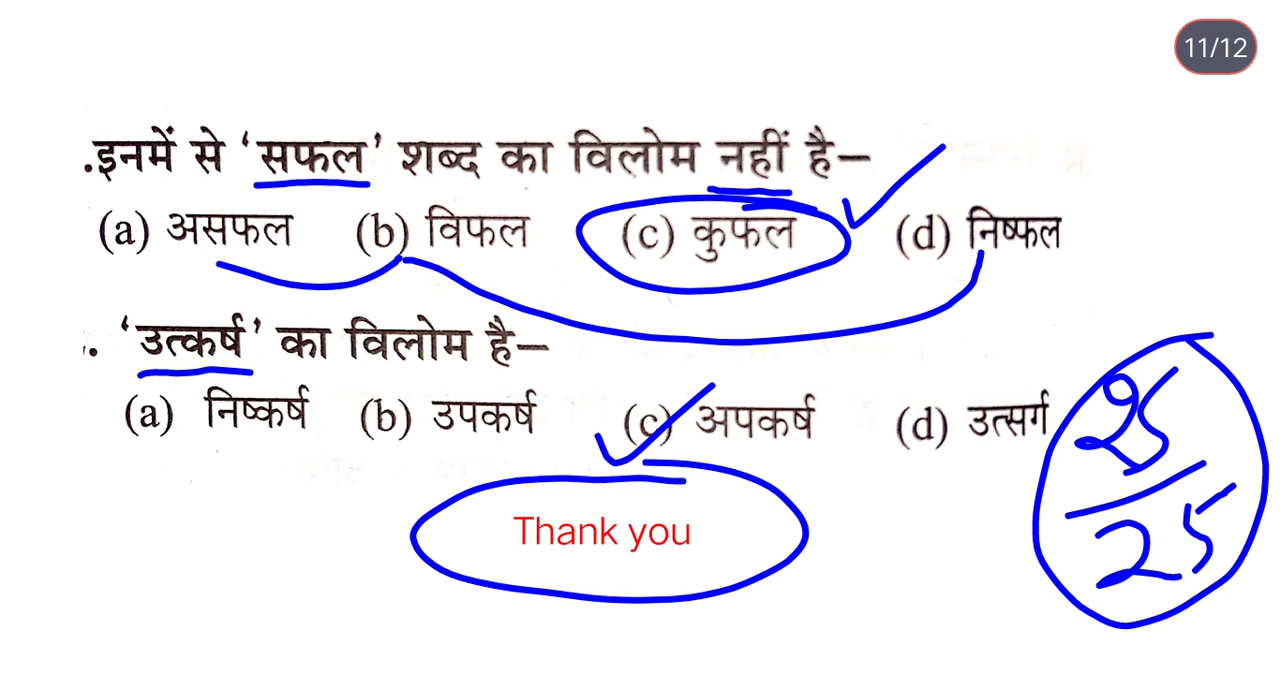 11/12
.इनमें से ‘सफल’ शब्द का विलोम नहीं है–
(a) असफल (b) विफल (c) कुफल (d) निष्फल
. ‘उत्कर्ष’ का विलोम है–
(a) निष्कर्ष (b) उपकर्ष (c) अपकर्ष (d) उत्सर्ग
Thank you
25
25